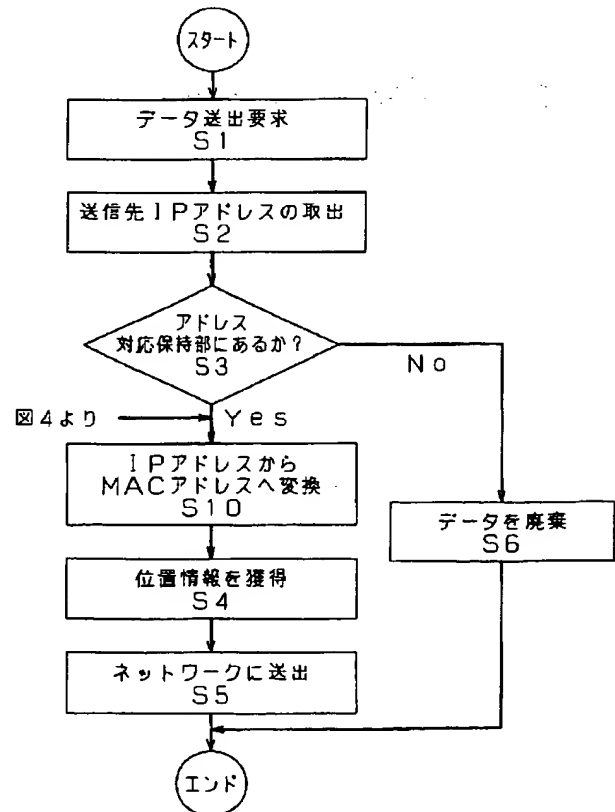 スタート
データ送出要求
S1
送信先IPアドレスの取出
S2
アドレス
対応保持部にあるか?
S3
No
図4より
Yes
IPアドレスから
MACアドレスへ変換
S10
データを廃棄
S6
位置情報を獲得
S4
ネットワークに送出
S5
エンド